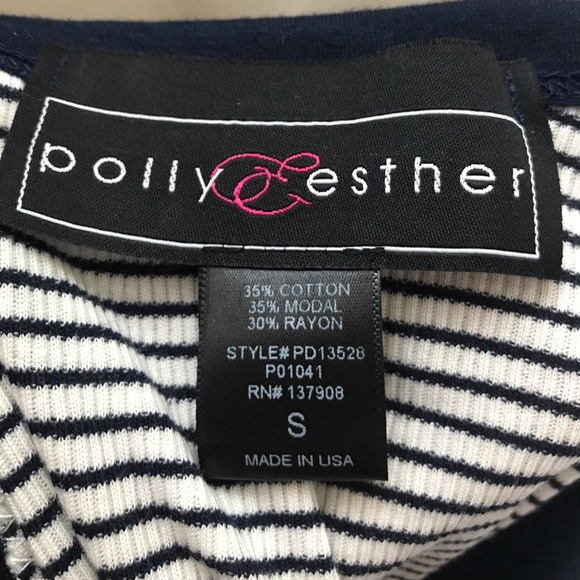 polly & esther
35% COTTON
35% MODAL
30% RAYON
STYLE# PD13528
P01041
RN# 137908
S
MADE IN USA